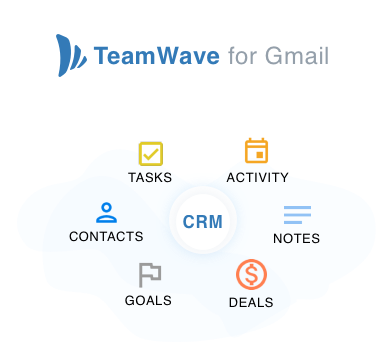 TeamWave for Gmail
TASKS
ACTIVITY
CONTACTS
CRM
NOTES
GOALS
DEALS